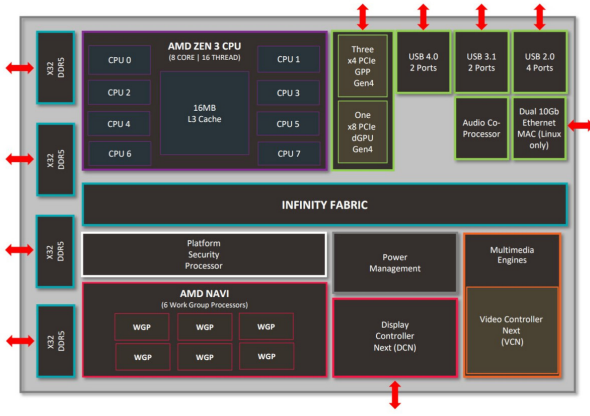 X32
DDR5
X32
DDR5
X32
DDR5
X32
DDR5
AMD ZEN 3 CPU
(8 CORE | 16 THREAD)
CPU 0
CPU 1
CPU 2
CPU 3
CPU 4
CPU 5
CPU 6
CPU 7
16MB
L3 Cache
Three
x4 PCIe
GPP
Gen4
One
x8 PCIe
dGPU
Gen4
USB 4.0
2 Ports
USB 3.1
2 Ports
USB 2.0
4 Ports
Audio Co-
Processor
Dual 10Gb
Ethernet
MAC (Linux
only)
INFINITY FABRIC
Platform
Security
Processor
Power
Management
Multimedia
Engines
AMD NAVI
(6 Work Group Processors)
WGP
WGP
WGP
WGP
WGP
WGP
Display
Controller
Next (DCN)
Video Controller
Next
(VCN)